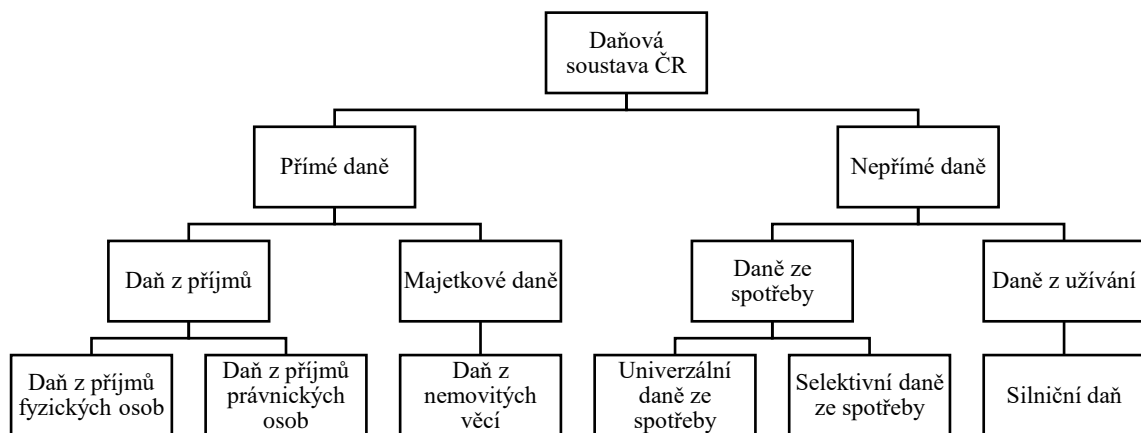 Daňová
soustava ČR
Přímé daně
Nepřímé daně
Daň z příjmů
Majetkové daně
Daně ze
spotřeby
Daně z užívání
Daň z příjmů
fyzických osob
Daň z příjmů
právnických
osob
Daň z
nemovitých
věcí
Univerzální
daně ze
spotřeby
Selektivní daně
ze spotřeby
Silniční daň